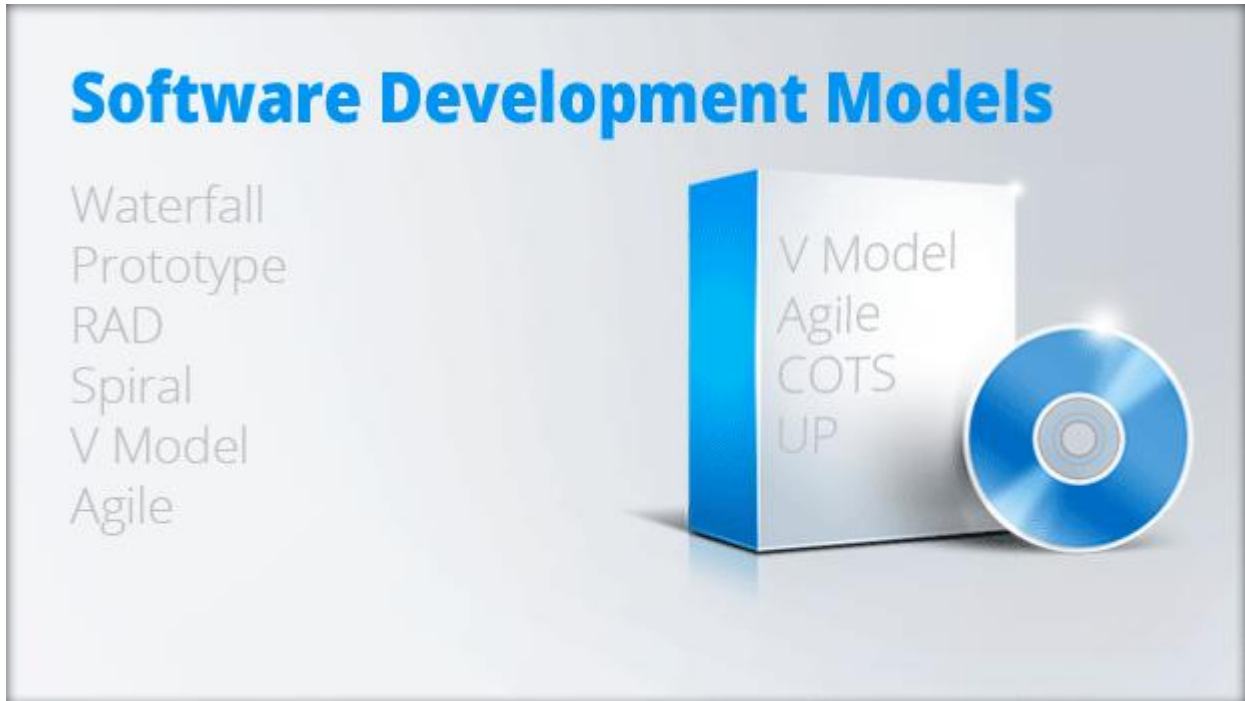 Software Development Models
Waterfall
Prototype
RAD
Spiral
V Model
Agile
V Model
Agile
COTS
UP